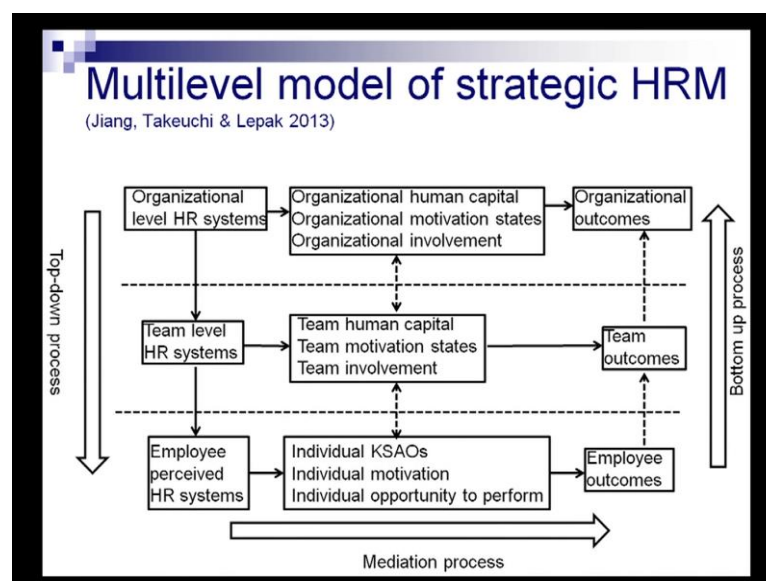 Multilevel model of strategic HRM
(Jiang, Takeuchi & Lepak 2013)
Organizational
level HR systems
Organizational human capital
Organizational motivation states
Organizational involvement
Organizational
outcomes
Top-down process
Team level
HR systems
Team human capital
Team motivation states
Team involvement
Team
outcomes
Bottom up process
Employee
perceived
HR systems
Individual KSAOs
Individual motivation
Individual opportunity to perform
Employee
outcomes
Mediation process